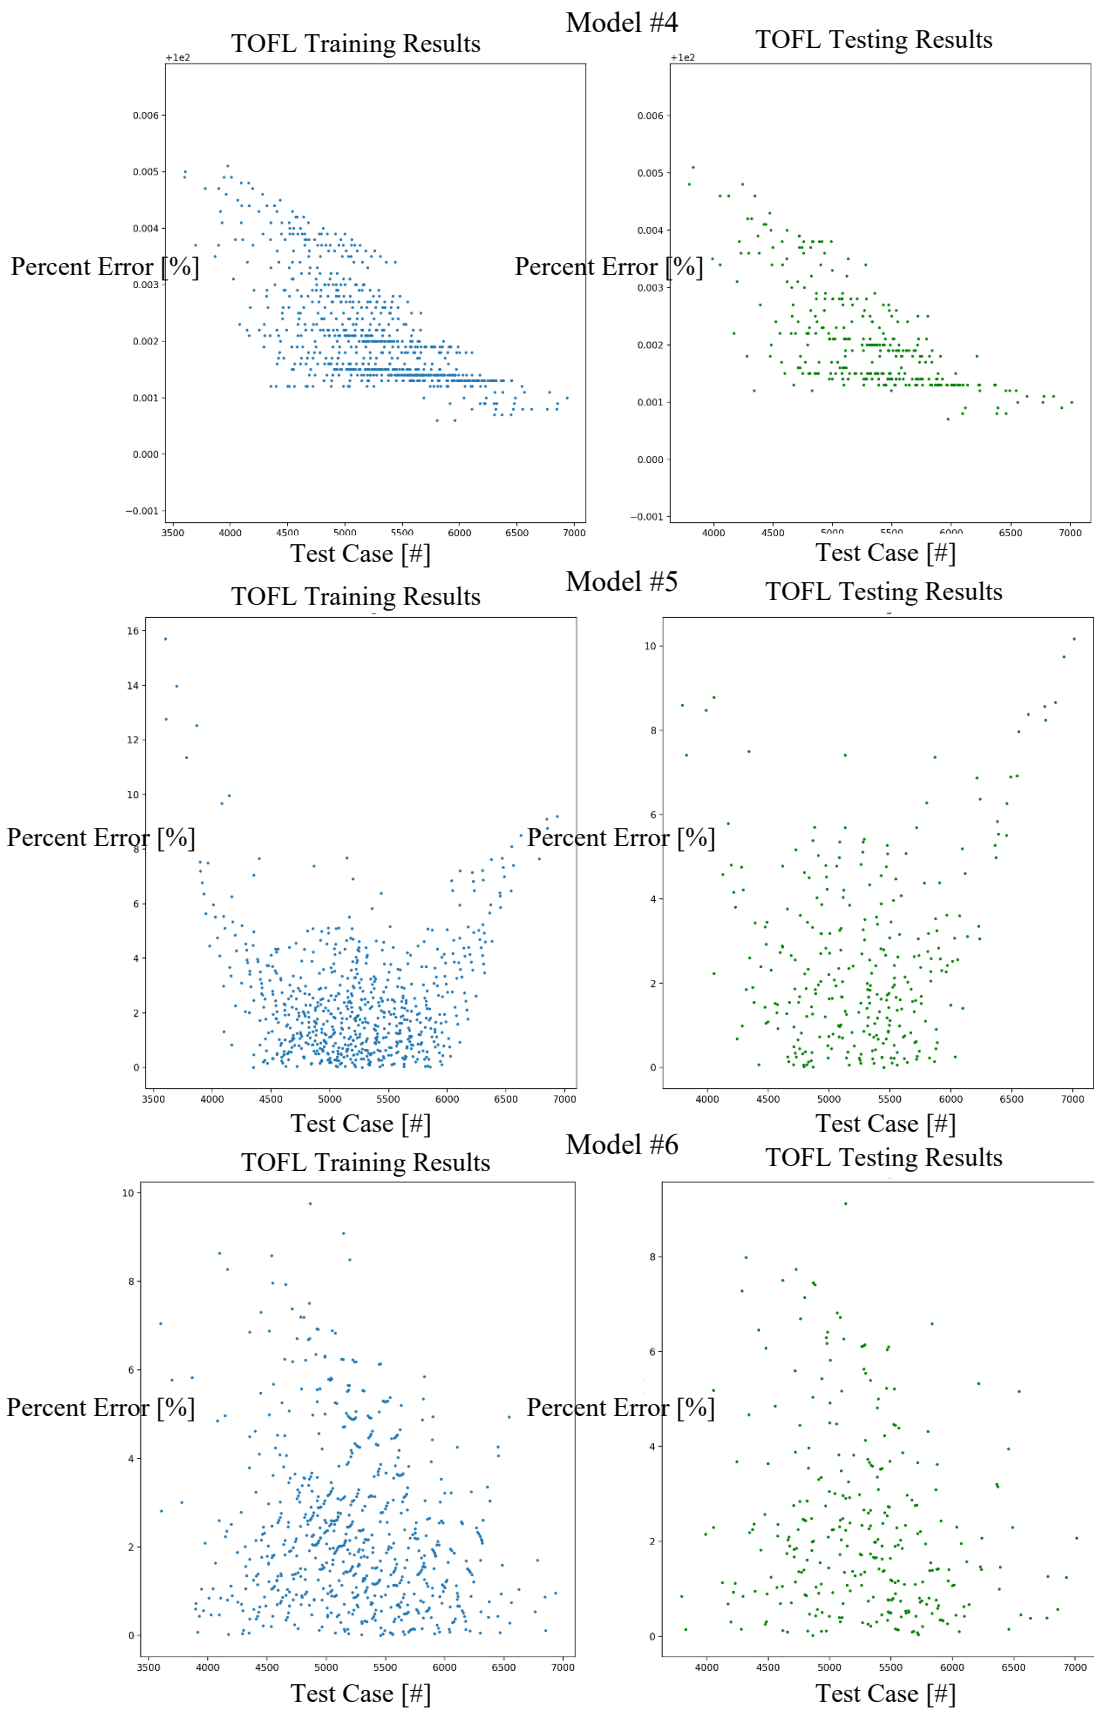 Model #4
TOFL Training Results
TOFL Testing Results
+1e2
+1e2
0.006
0.005
0.004
0.003
0.002
0.001
0.000
−0.001
Percent Error [%]
3500 4000 4500 5000 5500 6000 6500 7000
Test Case [#]
0.006
0.005
0.004
0.003
0.002
0.001
0.000
−0.001
Percent Error [%]
4000 4500 5000 5500 6000 6500 7000
Test Case [#]
Model #5
TOFL Training Results
TOFL Testing Results
16
14
12
10
8
6
4
2
0
Percent Error [%]
3500 4000 4500 5000 5500 6000 6500 7000
Test Case [#]
10
8
6
4
2
0
Percent Error [%]
4000 4500 5000 5500 6000 6500 7000
Test Case [#]
Model #6
TOFL Training Results
TOFL Testing Results
10
8
6
4
2
0
Percent Error [%]
3500 4000 4500 5000 5500 6000 6500 7000
Test Case [#]
8
6
4
2
0
Percent Error [%]
4000 4500 5000 5500 6000 6500 7000
Test Case [#]